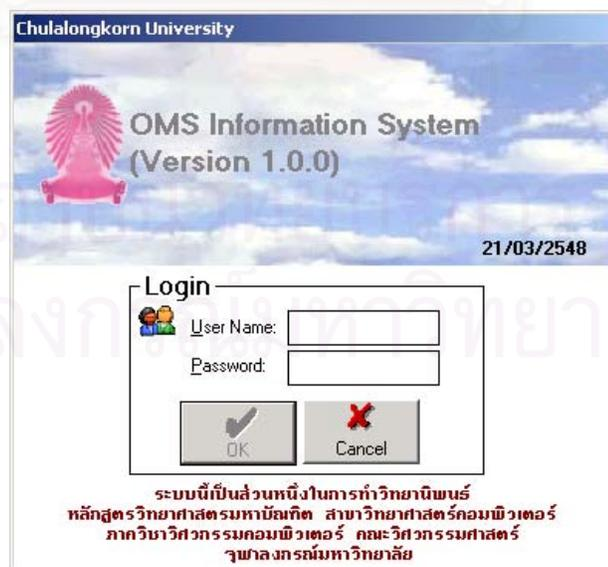 Chulalongkorn University
OMS Information System
(Version 1.0.0)
21/03/2548
Login
User Name:
Password:
OK
Cancel
ระบบนี้เป็นส่วนหนึ่งในการทำวิทยานิพนธ์
หลักสูตรวิทยาศาสตรมหาบัณฑิต สาขาวิทยาศาสตร์คอมพิวเตอร์
ภาควิชาวิศวกรรมคอมพิวเตอร์ คณะวิศวกรรมศาสตร์
จุฬาลงกรณ์มหาวิทยาลัย